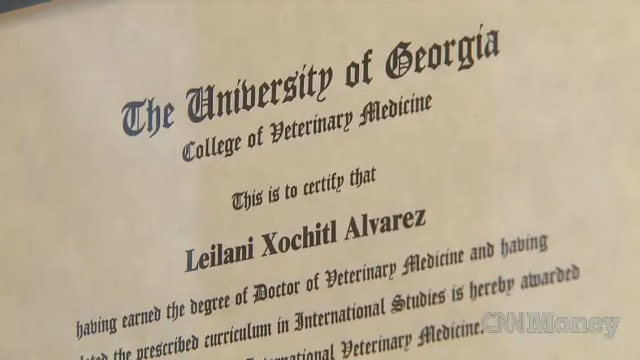 The University of Georgia
College of Veterinary Medicine
This is to certify that
Leilani Xochitl Alvarez
having earned the degree of Doctor of Veterinary Medicine and having
the prescribed curriculum in International Studies is hereby awarded
Veterinary Medicine.
CNNMoney